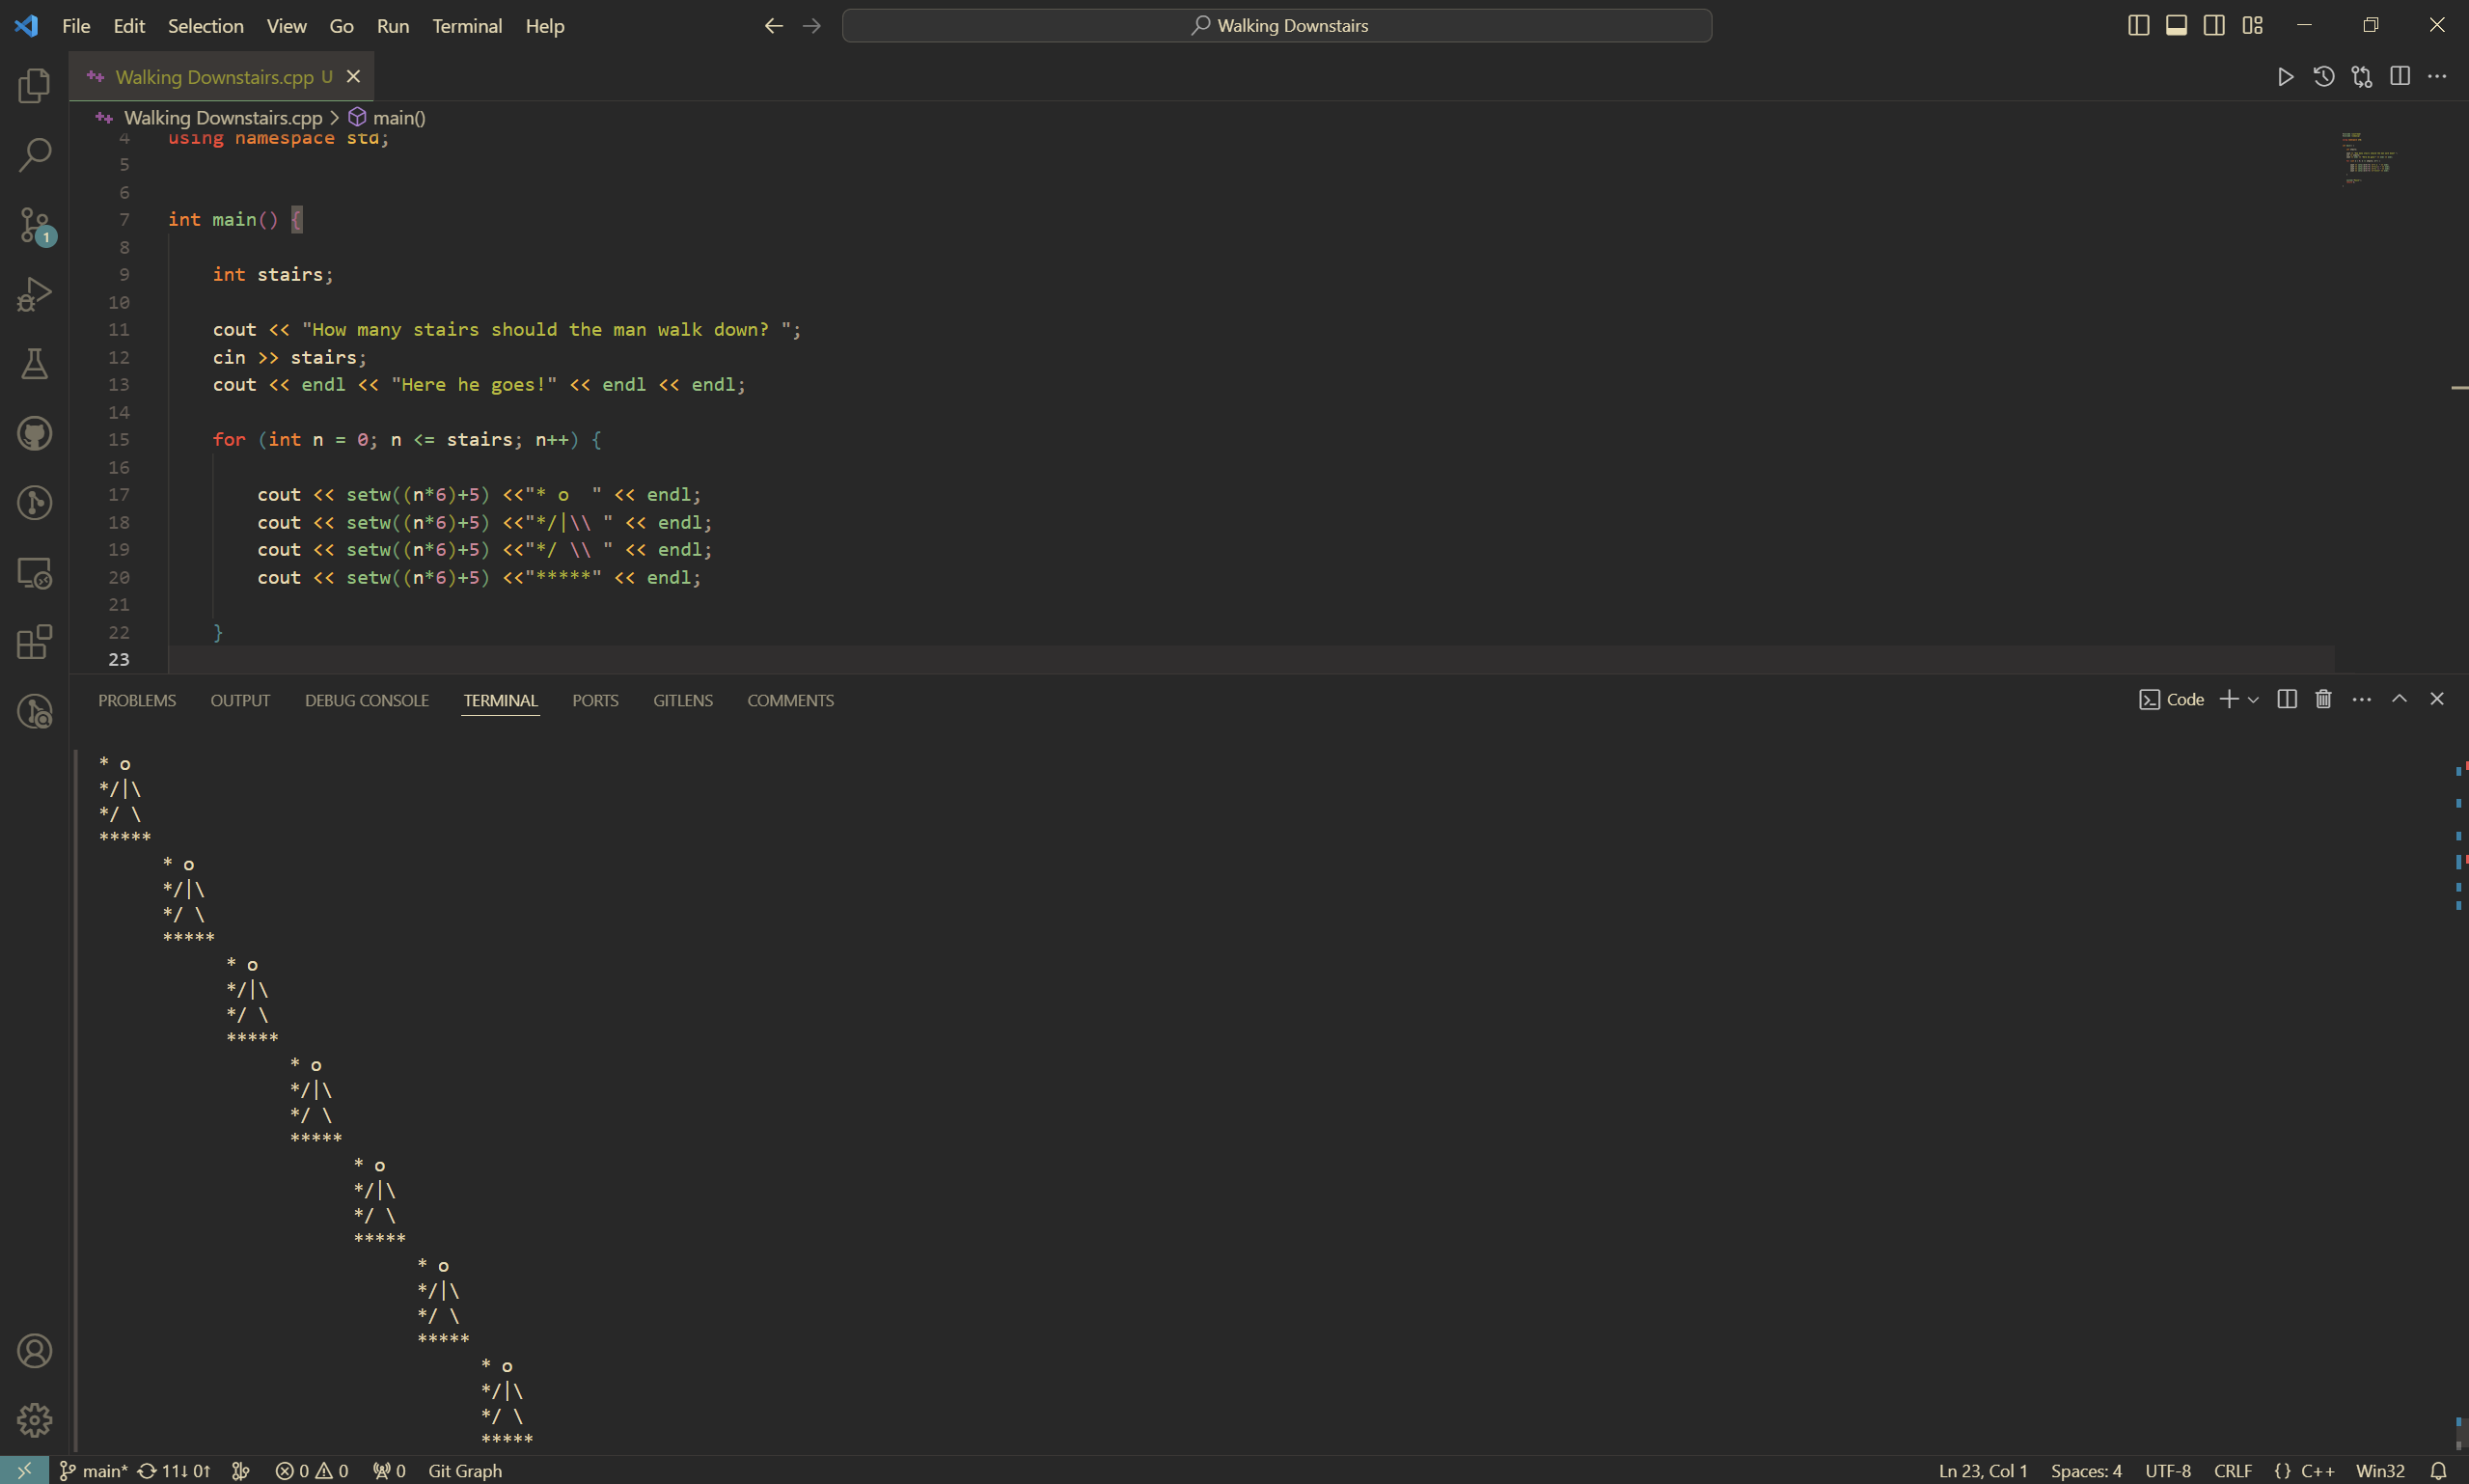 File Edit Selection View Go Run Terminal Help
Walking Downstairs
Walking Downstairs.cpp U
Walking Downstairs.cpp > main()
4 using namespace std;
5
6
7 int main() {
8
9     int stairs;
10
11     cout << "How many stairs should the man walk down? ";
12     cin >> stairs;
13     cout << endl << "Here he goes!" << endl << endl;
14
15     for (int n = 0; n <= stairs; n++) {
16
17         cout << setw((n*6)+5) <<"* o  " << endl;
18         cout << setw((n*6)+5) <<"*/|\\ " << endl;
19         cout << setw((n*6)+5) <<"*/ \\ " << endl;
20         cout << setw((n*6)+5) <<"*****" << endl;
21
22     }
23
1
PROBLEMS OUTPUT DEBUG CONSOLE TERMINAL PORTS GITLENS COMMENTS
Code
* o
*/|\
*/ \
*****
      * o
      */|\
      */ \
      *****
            * o
            */|\
            */ \
            *****
                  * o
                  */|\
                  */ \
                  *****
                        * o
                        */|\
                        */ \
                        *****
                              * o
                              */|\
                              */ \
                              *****
                                    * o
                                    */|\
                                    */ \
                                    *****
main* 11↓ 0↑ 0 0 0 Git Graph
Ln 23, Col 1 Spaces: 4 UTF-8 CRLF {} C++ Win32